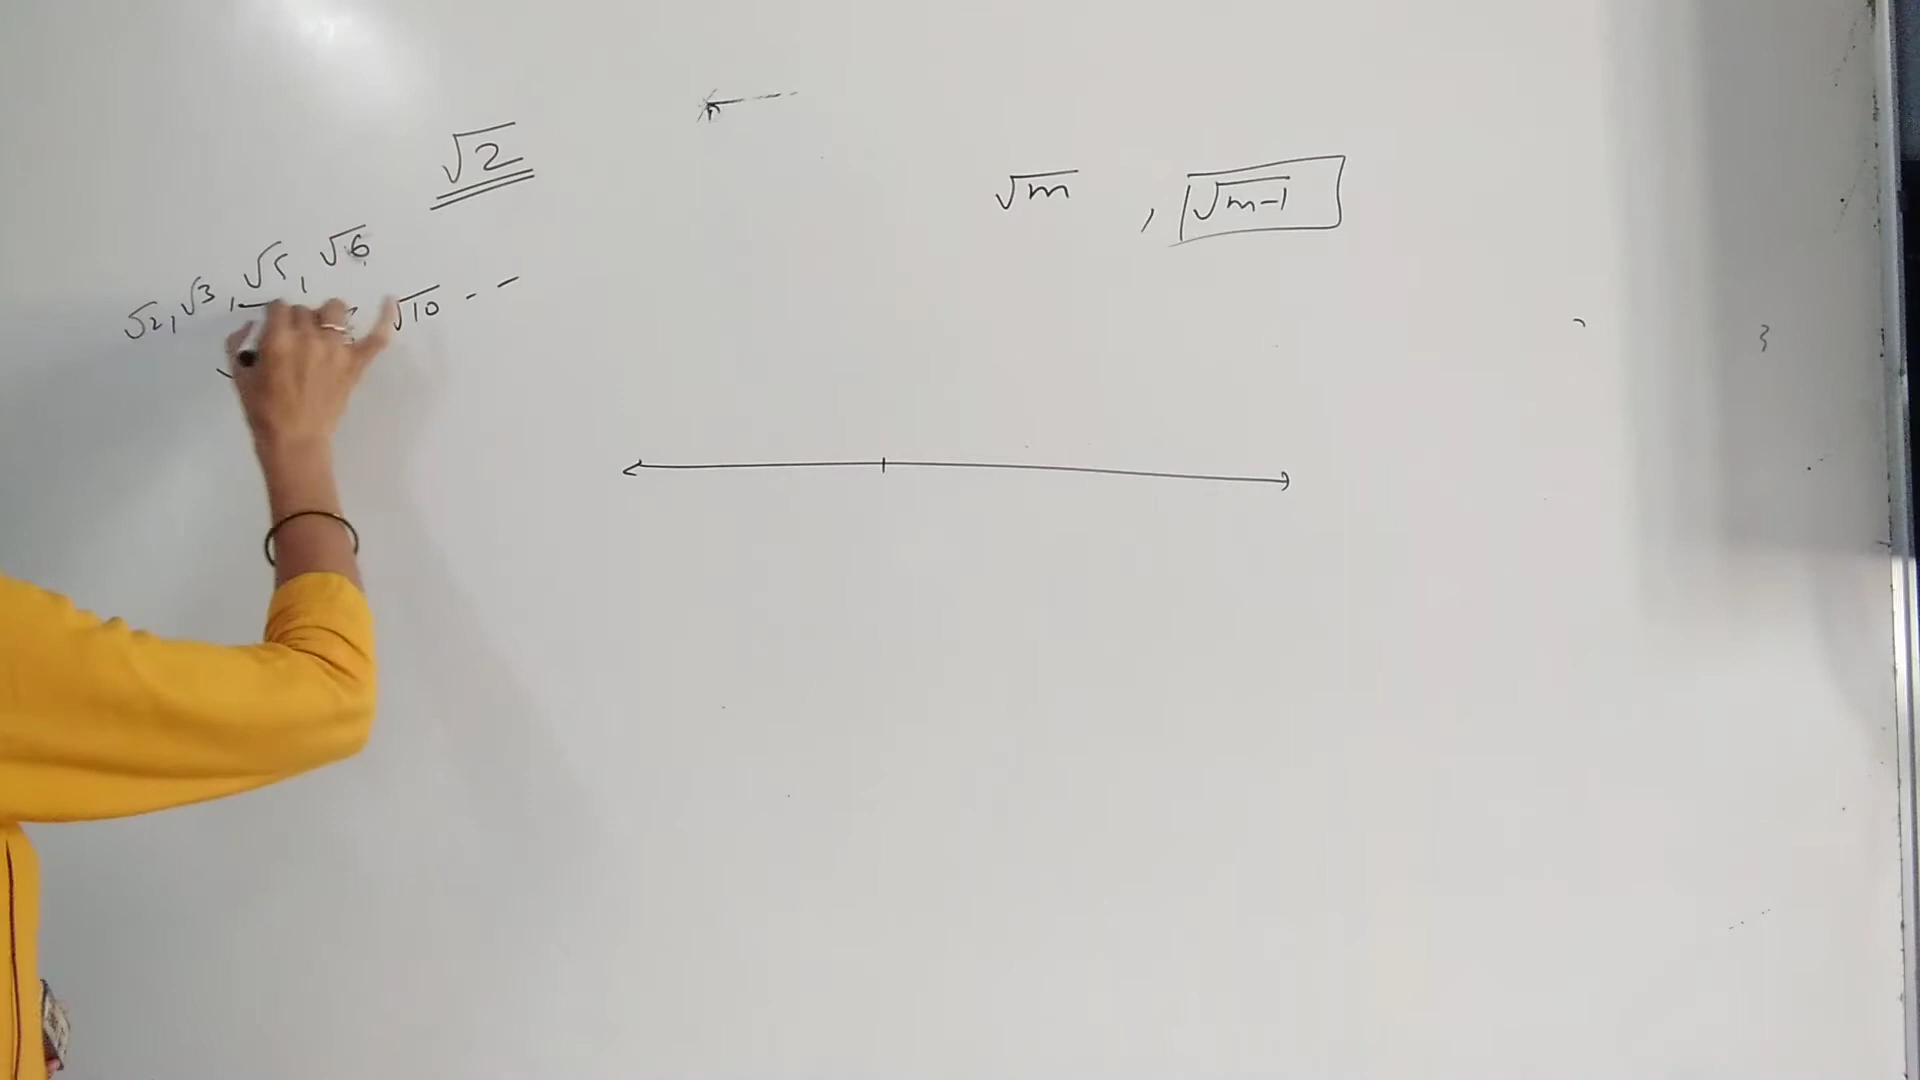 √2
√m , √m-1
√2, √3, √5, √6
√10 - -